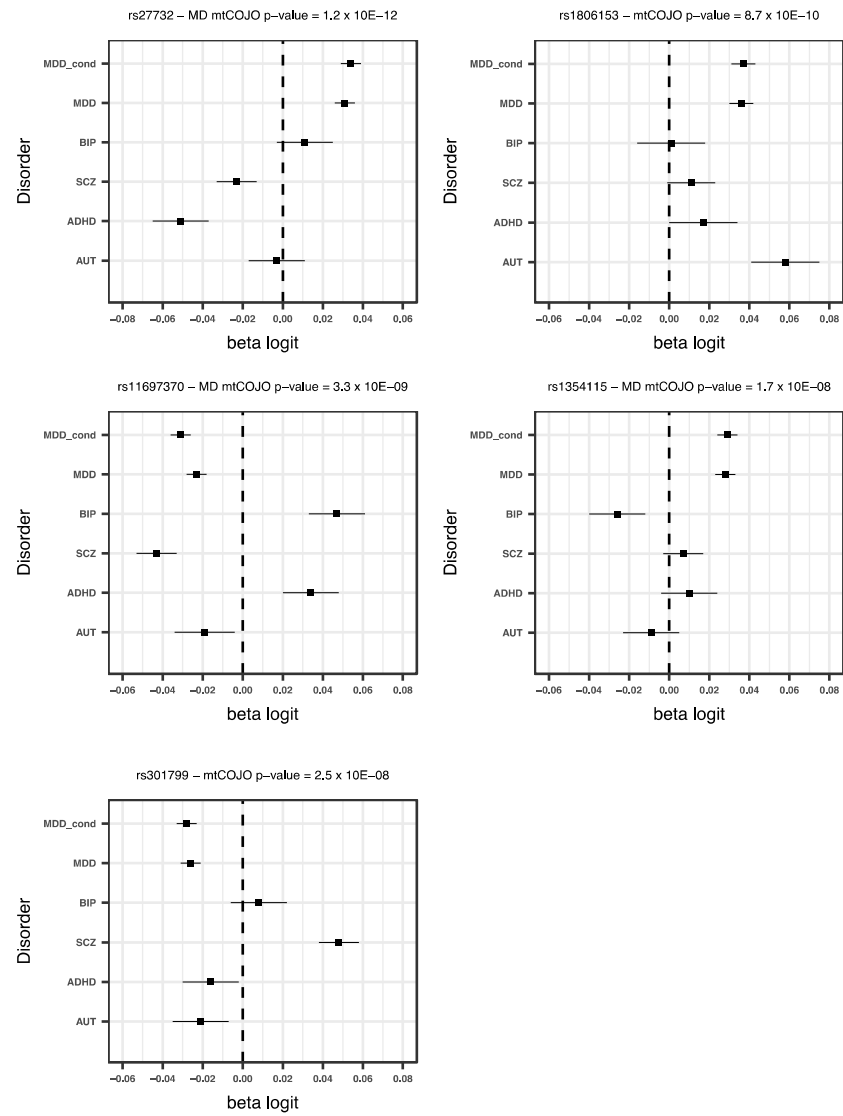 rs27732 – MD mtCOJO p−value = 1.2 x 10E−12
MDD_cond
MDD
BIP
SCZ
ADHD
AUT
Disorder
−0.08 −0.06 −0.04 −0.02 0.00 0.02 0.04 0.06
beta logit
rs1806153 – mtCOJO p−value = 8.7 x 10E−10
MDD_cond
MDD
BIP
SCZ
ADHD
AUT
Disorder
−0.06 −0.04 −0.02 0.00 0.02 0.04 0.06 0.08
beta logit
rs11697370 – MD mtCOJO p−value = 3.3 x 10E−09
MDD_cond
MDD
BIP
SCZ
ADHD
AUT
Disorder
−0.06 −0.04 −0.02 0.00 0.02 0.04 0.06 0.08
beta logit
rs1354115 – MD mtCOJO p−value = 1.7 x 10E−08
MDD_cond
MDD
BIP
SCZ
ADHD
AUT
Disorder
−0.06 −0.04 −0.02 0.00 0.02 0.04 0.06 0.08
beta logit
rs301799 – mtCOJO p−value = 2.5 x 10E−08
MDD_cond
MDD
BIP
SCZ
ADHD
AUT
Disorder
−0.06 −0.04 −0.02 0.00 0.02 0.04 0.06 0.08
beta logit